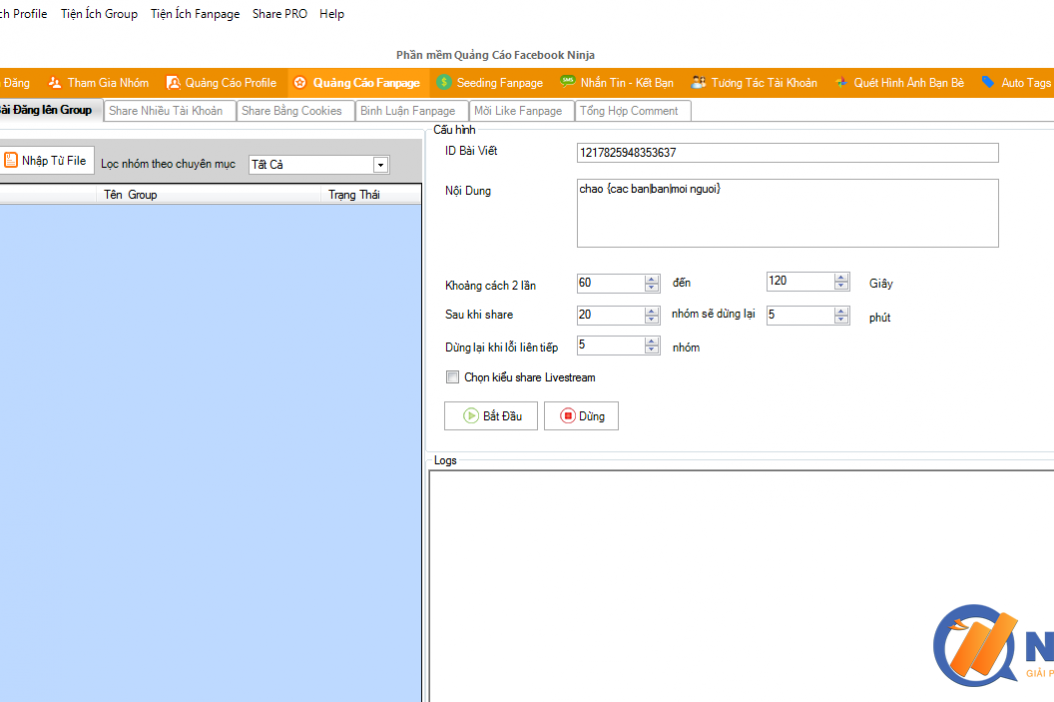 ch Profile Tiện Ích Group Tiện Ích Fanpage Share PRO Help
Phần mềm Quảng Cáo Facebook Ninja
Đăng Tham Gia Nhóm Quảng Cáo Profile Quảng Cáo Fanpage Seeding Fanpage Nhắn Tin - Kết Bạn Tương Tác Tài Khoản Quét Hình Ảnh Bạn Bè Auto Tags
Bài Đăng lên Group Share Nhiều Tài Khoản Share Bằng Cookies Bình Luận Fanpage Mời Like Fanpage Tổng Hợp Comment
Nhập Từ File Lọc nhóm theo chuyên mục Tất Cả
Tên Group Trạng Thái
Cấu hình
ID Bài Viết 1217825948353637
Nội Dung chao {cac ban|ban|moi nguoi}
Khoảng cách 2 lần 60 đến 120 Giây
Sau khi share 20 nhóm sẽ dừng lại 5 phút
Dừng lại khi lỗi liên tiếp 5 nhóm
Chọn kiểu share Livestream
Bắt Đầu Dừng
Logs
N
GIẢI P